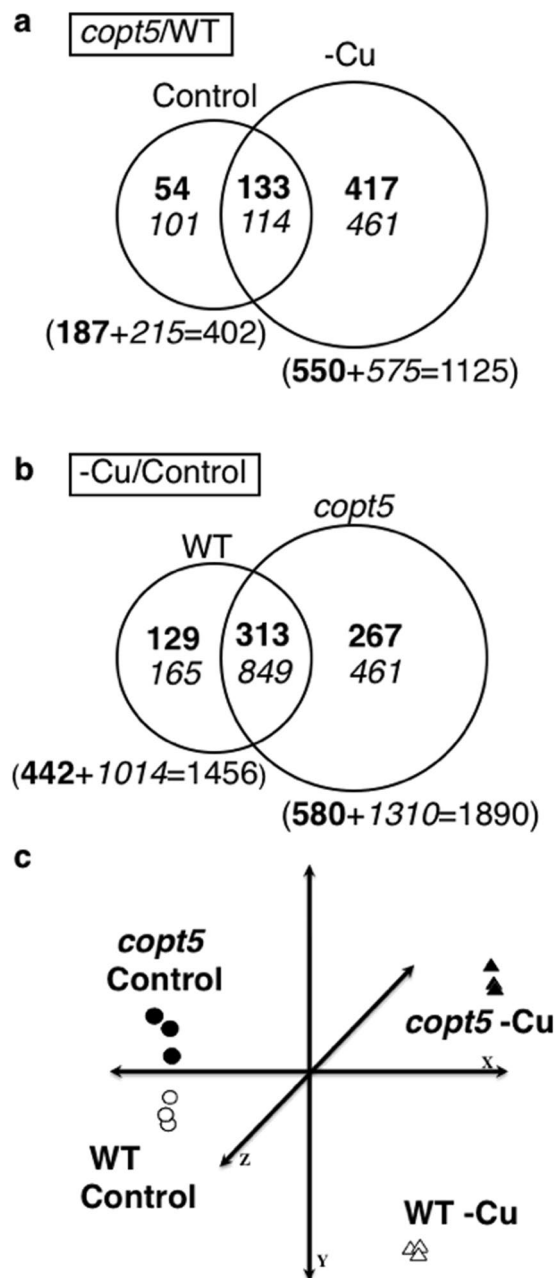 a
copt5/WT
-Cu
Control
54 133 417
101 114 461
(187+215=402)
(550+575=1125)
b
-Cu/Control
copt5
WT
129 313 267
165 849 461
(442+1014=1456)
(580+1310=1890)
c
copt5
Control
copt5 -Cu
X
Z
WT
Control
WT -Cu
Y